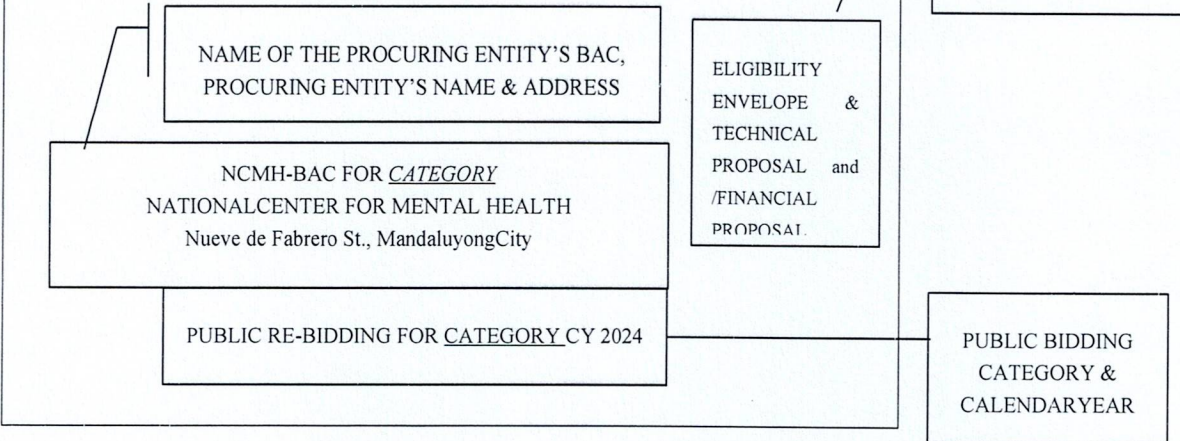 NAME OF THE PROCURING ENTITY'S BAC,
PROCURING ENTITY'S NAME & ADDRESS
ELIGIBILITY
ENVELOPE &
TECHNICAL
PROPOSAL and
/FINANCIAL
PROPOSAL
NCMH-BAC FOR CATEGORY
NATIONALCENTER FOR MENTAL HEALTH
Nueve de Fabrero St., MandaluyongCity
PUBLIC RE-BIDDING FOR CATEGORY CY 2024
PUBLIC BIDDING
CATEGORY &
CALENDARYEAR